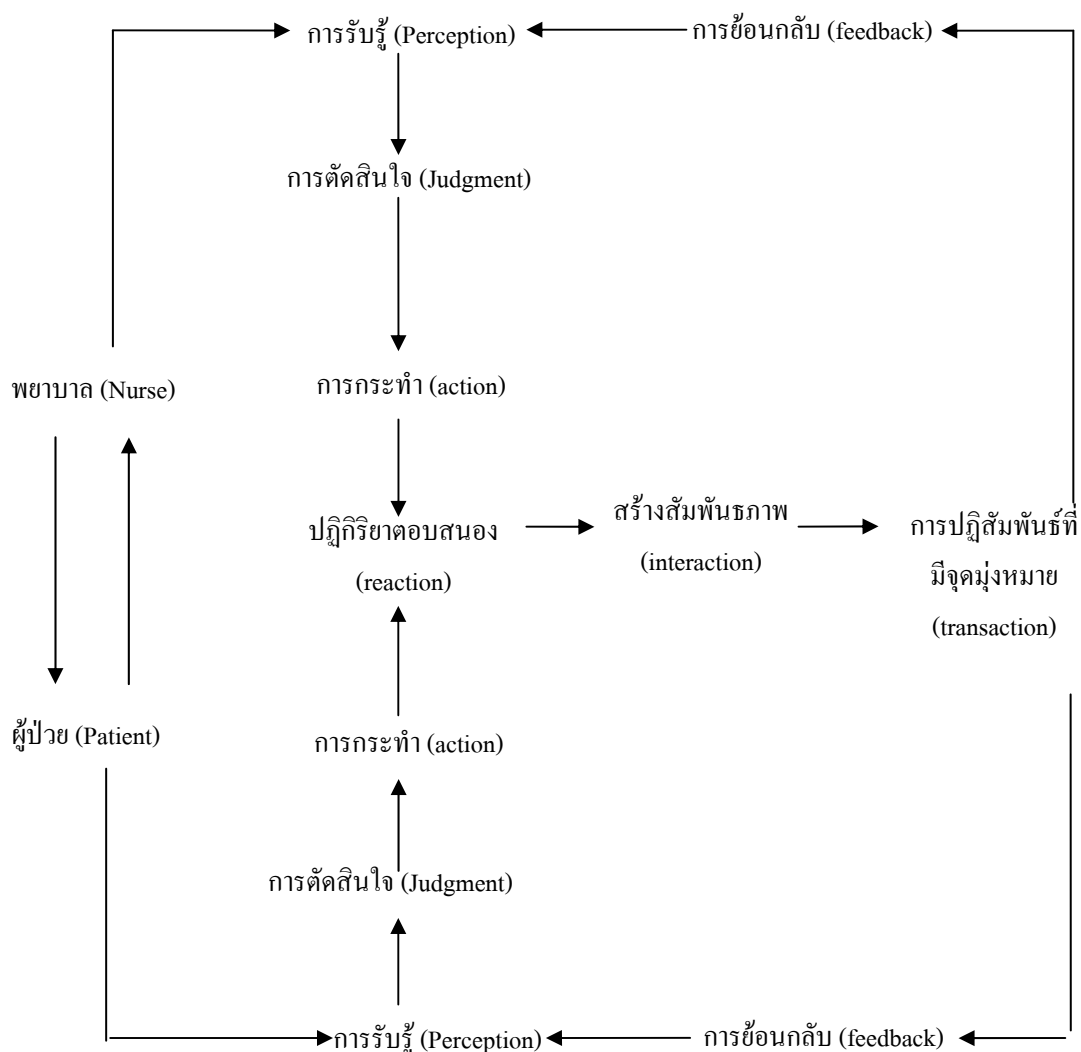 การรับรู้ (Perception)
การย้อนกลับ (feedback)
การตัดสินใจ (Judgment)
พยาบาล (Nurse)
การกระทำ (action)
ปฏิกิริยาตอบสนอง
(reaction)
สร้างสัมพันธภาพ
(interaction)
การปฏิสัมพันธ์ที่
มีจุดมุ่งหมาย
(transaction)
ผู้ป่วย (Patient)
การกระทำ (action)
การตัดสินใจ (Judgment)
การรับรู้ (Perception)
การย้อนกลับ (feedback)